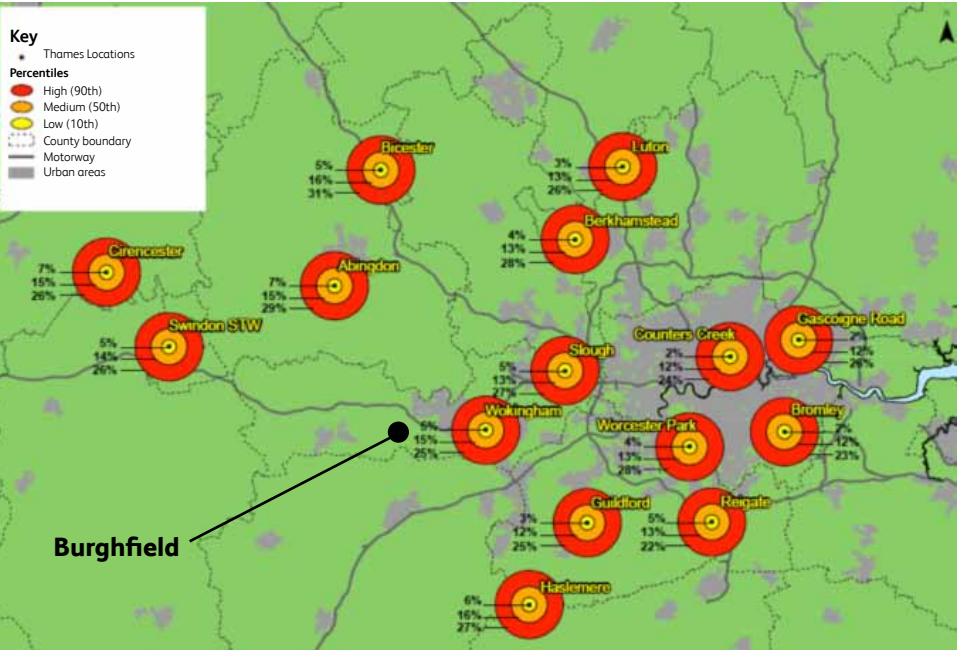 Key
Thames Locations
Percentiles
High (90th)
Medium (50th)
Low (10th)
County boundary
Motorway
Urban areas
N
Bicester
5%
16%
31%
Luton
3%
13%
26%
Berkhamstead
4%
13%
28%
Cirencester
7%
15%
26%
Abingdon
7%
15%
29%
Swindon STW
5%
14%
26%
Slough
5%
13%
27%
Counters Creek
2%
12%
24%
Gascoigne Road
2%
12%
26%
Wokingham
5%
15%
25%
Worcester Park
4%
13%
28%
Bromley
12%
23%
Guildford
3%
12%
25%
Reigate
5%
13%
22%
Haslemere
6%
16%
27%
Burghfield